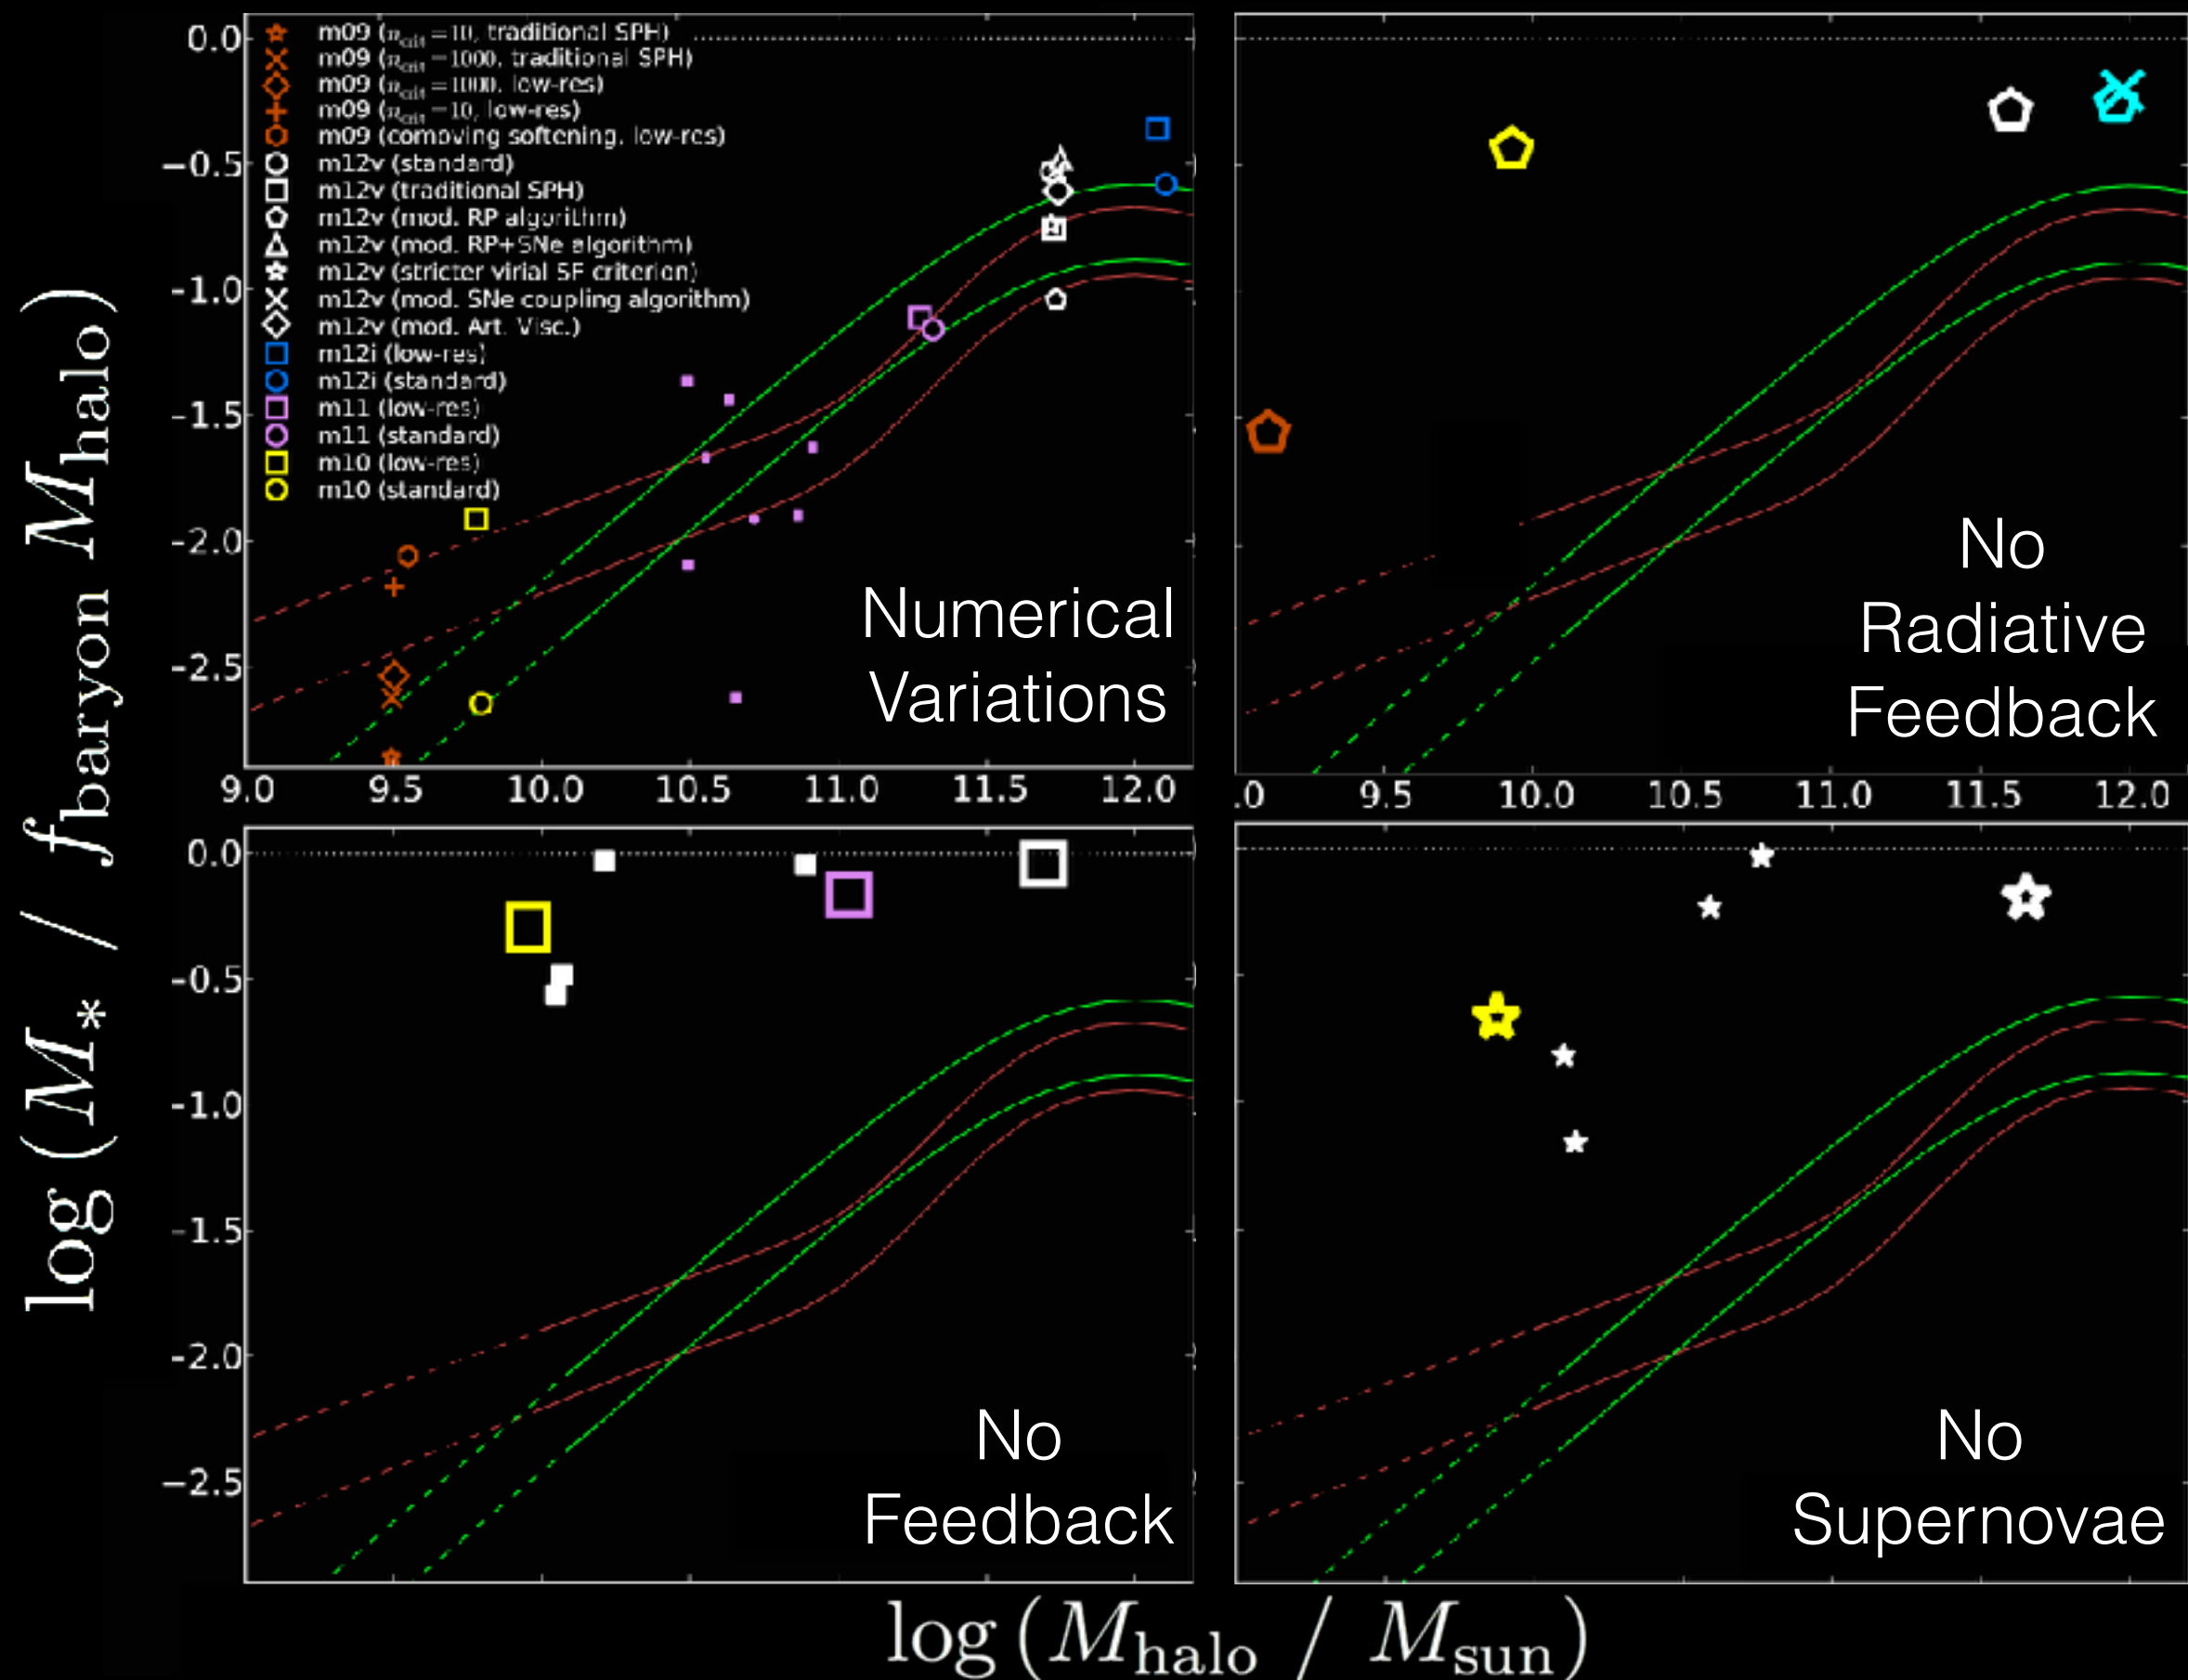 log (M* / fbaryon Mhalo)
0.0
−0.5
-1.0
-1.5
-2.0
-2.5
m09 (ncrit=10, traditional SPH)
m09 (ncrit=1000, traditional SPH)
m09 (ncrit=1000, low-res)
m09 (ncrit=10, low-res)
m09 (comoving softening, low-res)
m12v (standard)
m12v (traditional SPH)
m12v (mod. RP algorithm)
m12v (mod. RP+SNe algorithm)
m12v (stricter virial SF criterion)
m12v (mod. SNe coupling algorithm)
m12v (mod. Art. Visc.)
m12i (low-res)
m12i (standard)
m11 (low-res)
m11 (standard)
m10 (low-res)
m10 (standard)
Numerical
Variations
9.0 9.5 10.0 10.5 11.0 11.5 12.0
No
Radiative
Feedback
.0 9.5 10.0 10.5 11.0 11.5 12.0
0.0
-0.5
-1.0
-1.5
-2.0
−2.5
No
Feedback
No
Supernovae
log (Mhalo / Msun)